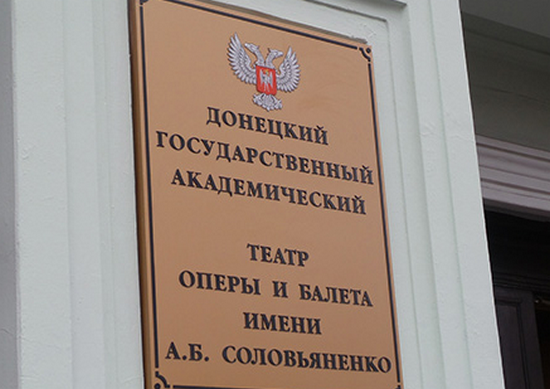 ДОНЕЦКИЙ
ГОСУДАРСТВЕННЫЙ
АКАДЕМИЧЕСКИЙ
ТЕАТР
ОПЕРЫ И БАЛЕТА
ИМЕНИ
А.Б. СОЛОВЬЯНЕНКО